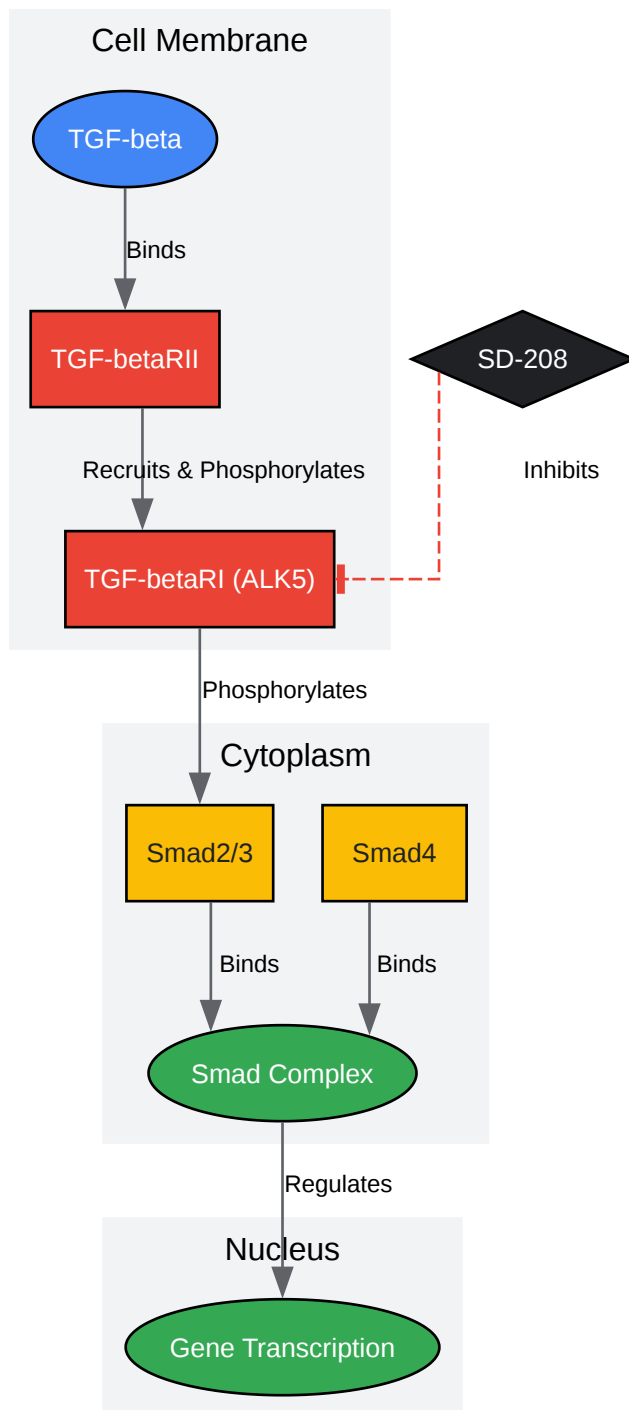 Cell Membrane
TGF-beta
Binds
TGF-betaRII
SD-208
Recruits & Phosphorylates
Inhibits
TGF-betaRI (ALK5)
Phosphorylates
Cytoplasm
Smad2/3
Smad4
Binds
Binds
Smad Complex
Regulates
Nucleus
Gene Transcription